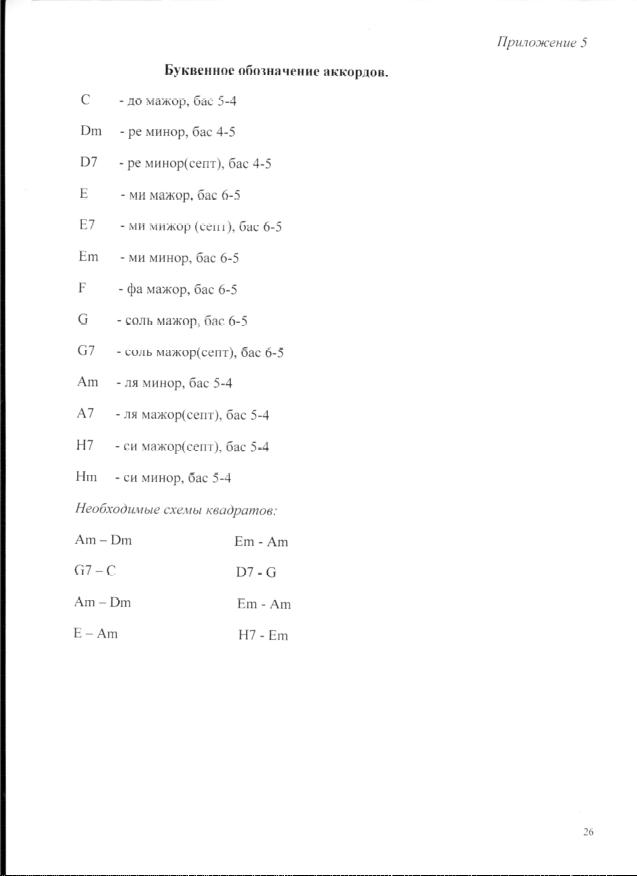 Приложение 5
Буквенное обозначение аккордов.
C - до мажор, бас 5-4
Dm - ре минор, бас 4-5
D7 - ре минор(септ), бас 4-5
E - ми мажор, бас 6-5
E7 - ми мижор (септ), бас 6-5
Em - ми минор, бас 6-5
F - фа мажор, бас 6-5
G - соль мажор, бас 6-5
G7 - соль мажор(септ), бас 6-5
Am - ля минор, бас 5-4
A7 - ля мажор(септ), бас 5-4
H7 - си мажор(септ), бас 5-4
Hm - си минор, бас 5-4
Необходимые схемы квадратов:
Am – Dm Em - Am
G7 – C D7 - G
Am – Dm Em - Am
E – Am H7 - Em
26